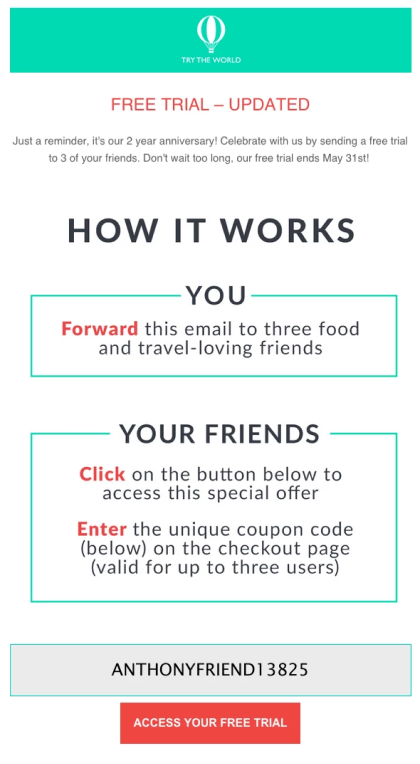 TRY THE WORLD
FREE TRIAL – UPDATED
Just a reminder, it's our 2 year anniversary! Celebrate with us by sending a free trial
to 3 of your friends. Don't wait too long, our free trial ends May 31st!
HOW IT WORKS
YOU
Forward this email to three food
and travel-loving friends
YOUR FRIENDS
Click on the button below to
access this special offer
Enter the unique coupon code
(below) on the checkout page
(valid for up to three users)
ANTHONYFRIEND13825
ACCESS YOUR FREE TRIAL